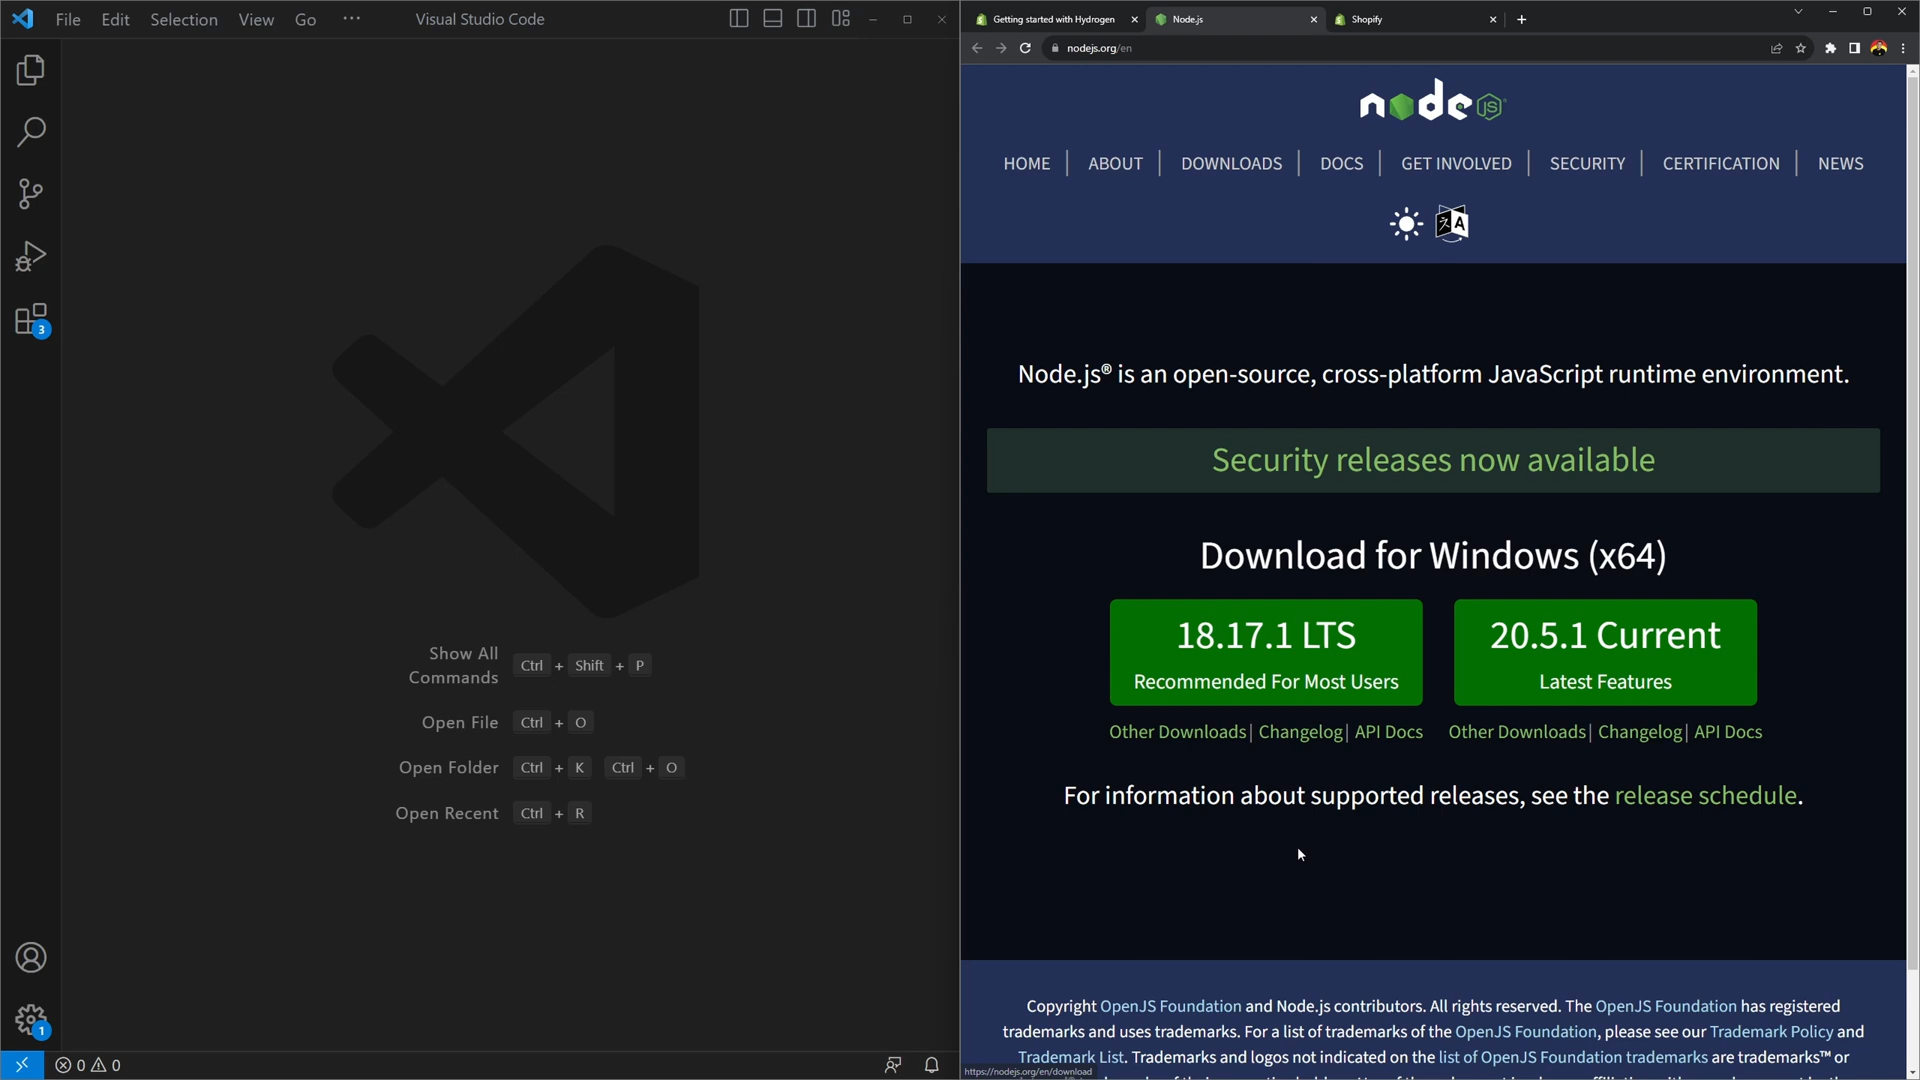 File Edit Selection View Go ··· Visual Studio Code
3
Show All
Commands Ctrl + Shift + P
Open File Ctrl + O
Open Folder Ctrl + K Ctrl + O
Open Recent Ctrl + R
1
0 0
Getting started with Hydrogen Node.js Shopify
nodejs.org/en
node JS
HOME ABOUT DOWNLOADS DOCS GET INVOLVED SECURITY CERTIFICATION NEWS
Node.js® is an open-source, cross-platform JavaScript runtime environment.
Security releases now available
Download for Windows (x64)
18.17.1 LTS 20.5.1 Current
Recommended For Most Users Latest Features
Other Downloads | Changelog | API Docs Other Downloads | Changelog | API Docs
For information about supported releases, see the release schedule.
Copyright OpenJS Foundation and Node.js contributors. All rights reserved. The OpenJS Foundation has registered
trademarks and uses trademarks. For a list of trademarks of the OpenJS Foundation, please see our Trademark Policy and
Trademark List. Trademarks and logos not indicated on the list of OpenJS Foundation trademarks are trademarks™ or
https://nodejs.org/en/download